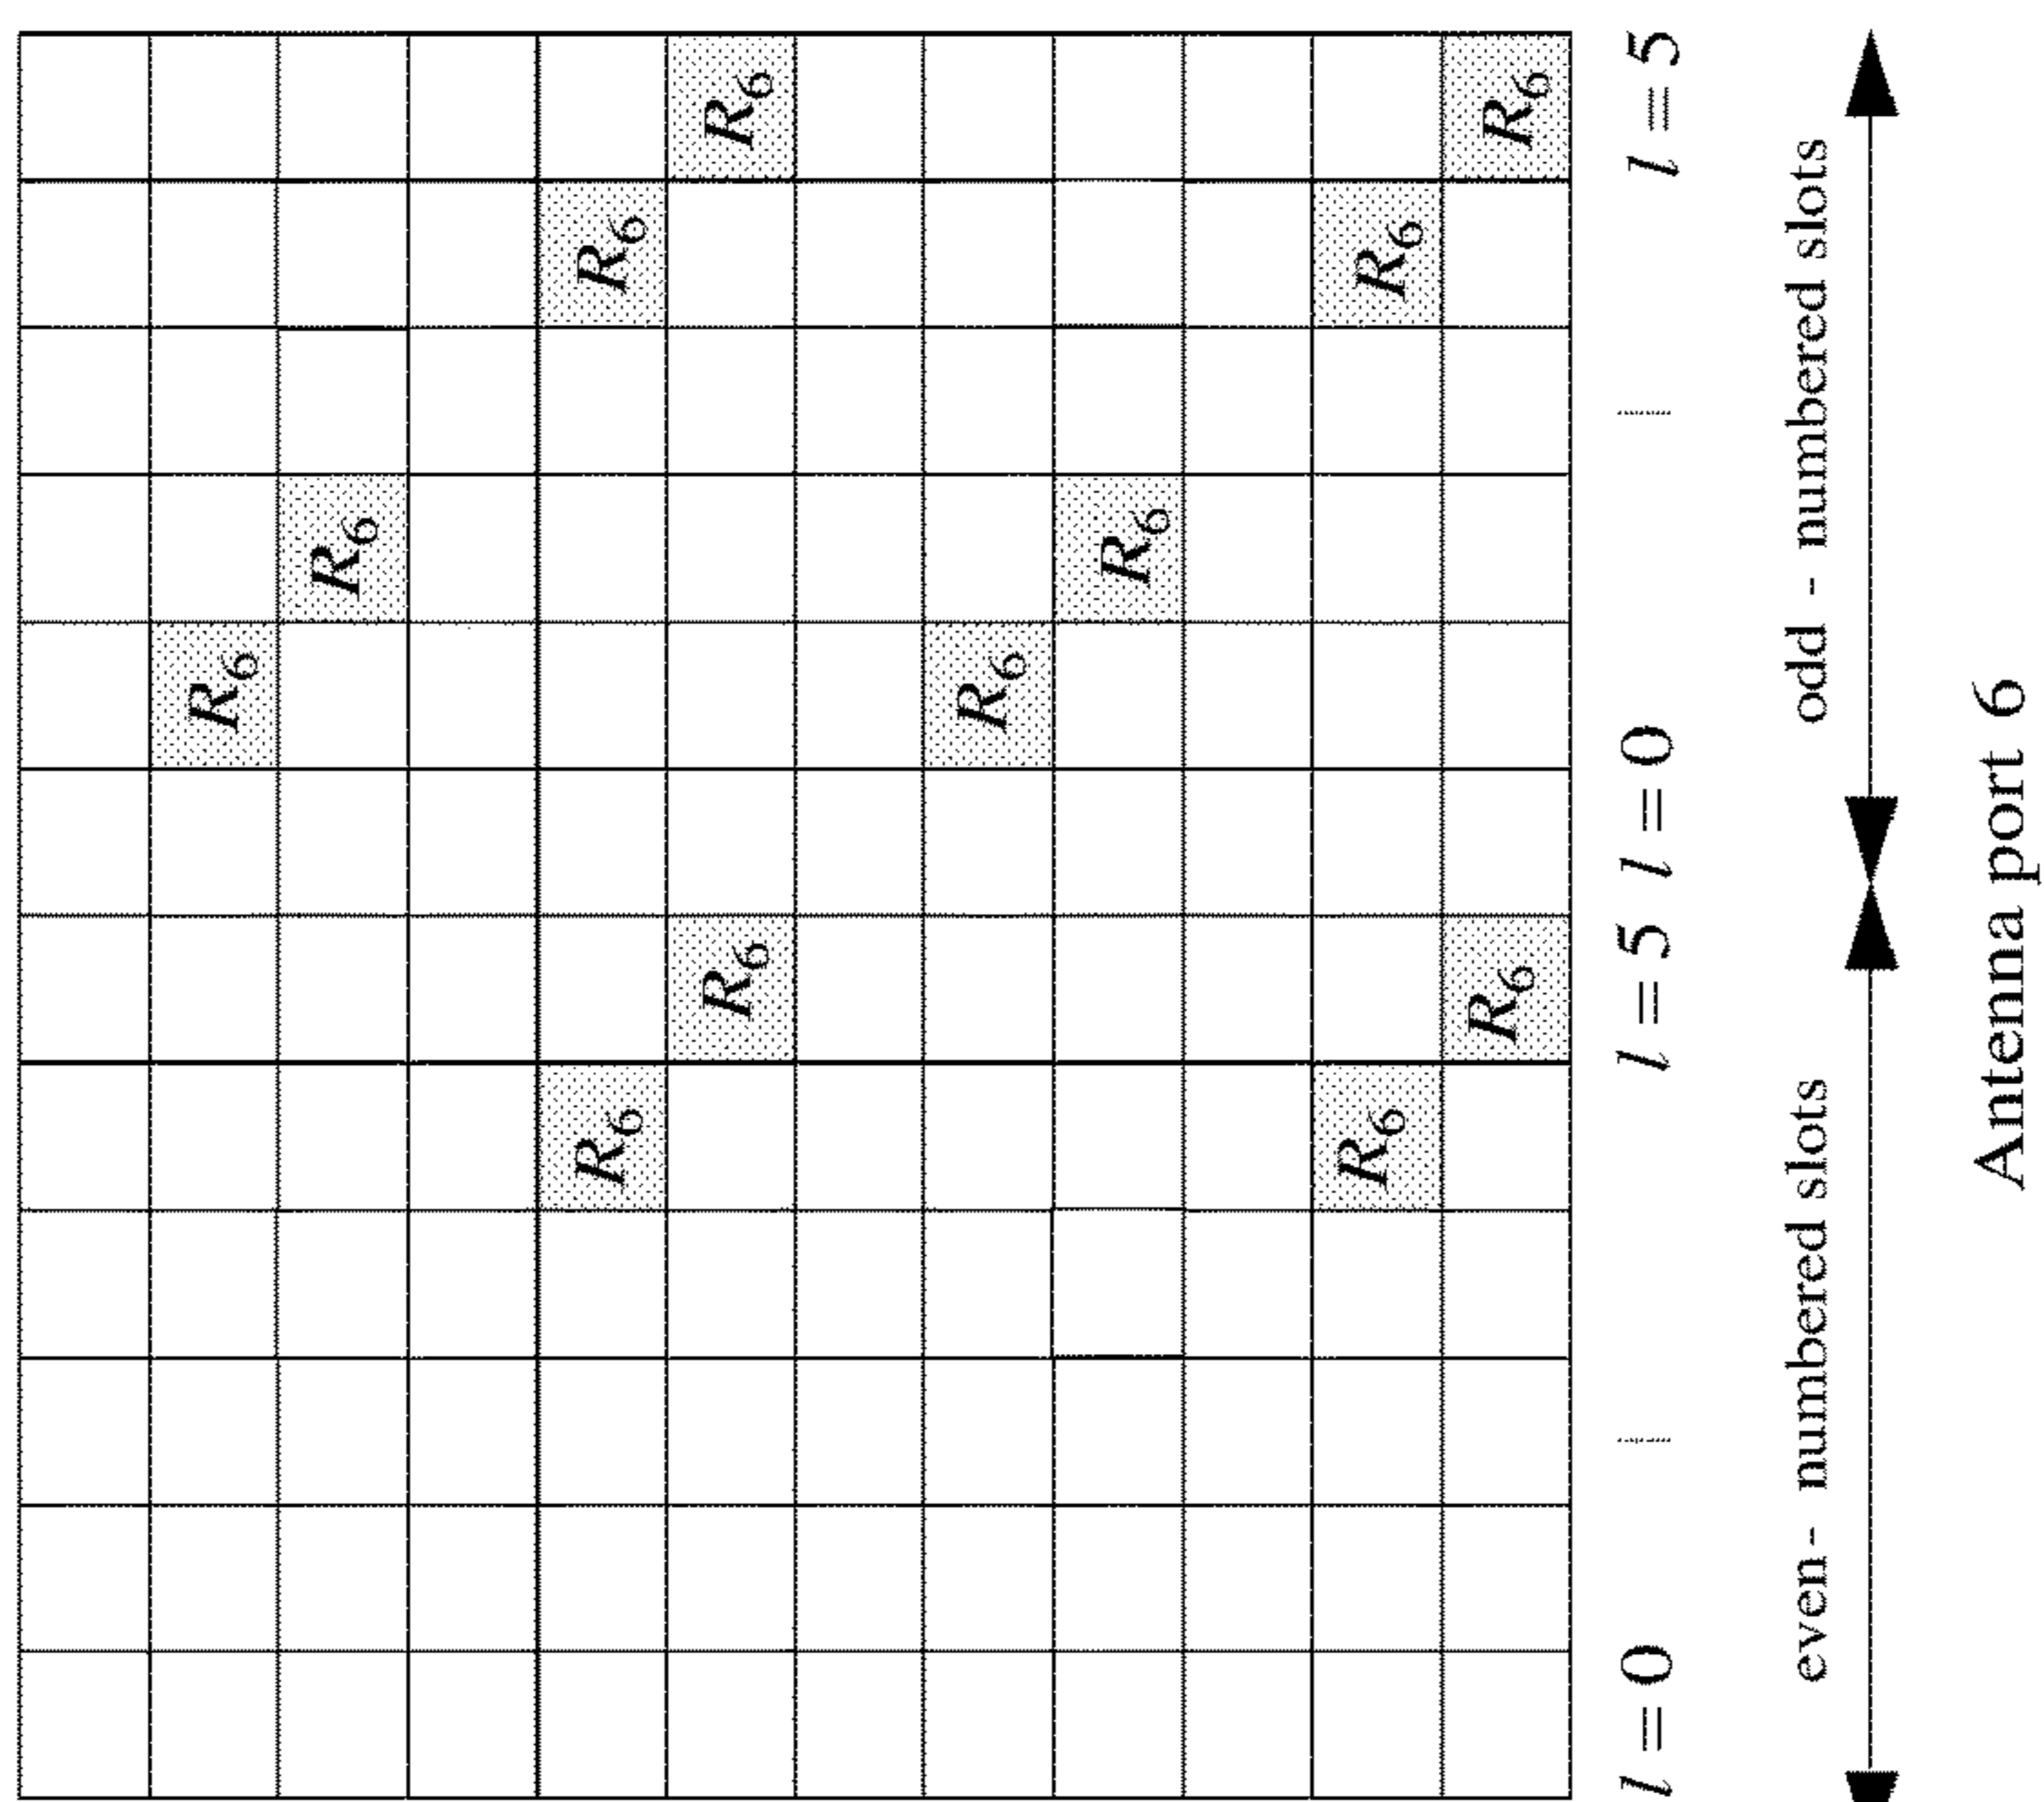 R₆
R₆
R₆ R₆
R₆ R₆
R₆
R₆
R₆ R₆
R₆ R₆
l = 0 l = 5 l = 0 l = 5
even- numbered slots odd - numbered slots
Antenna port 6